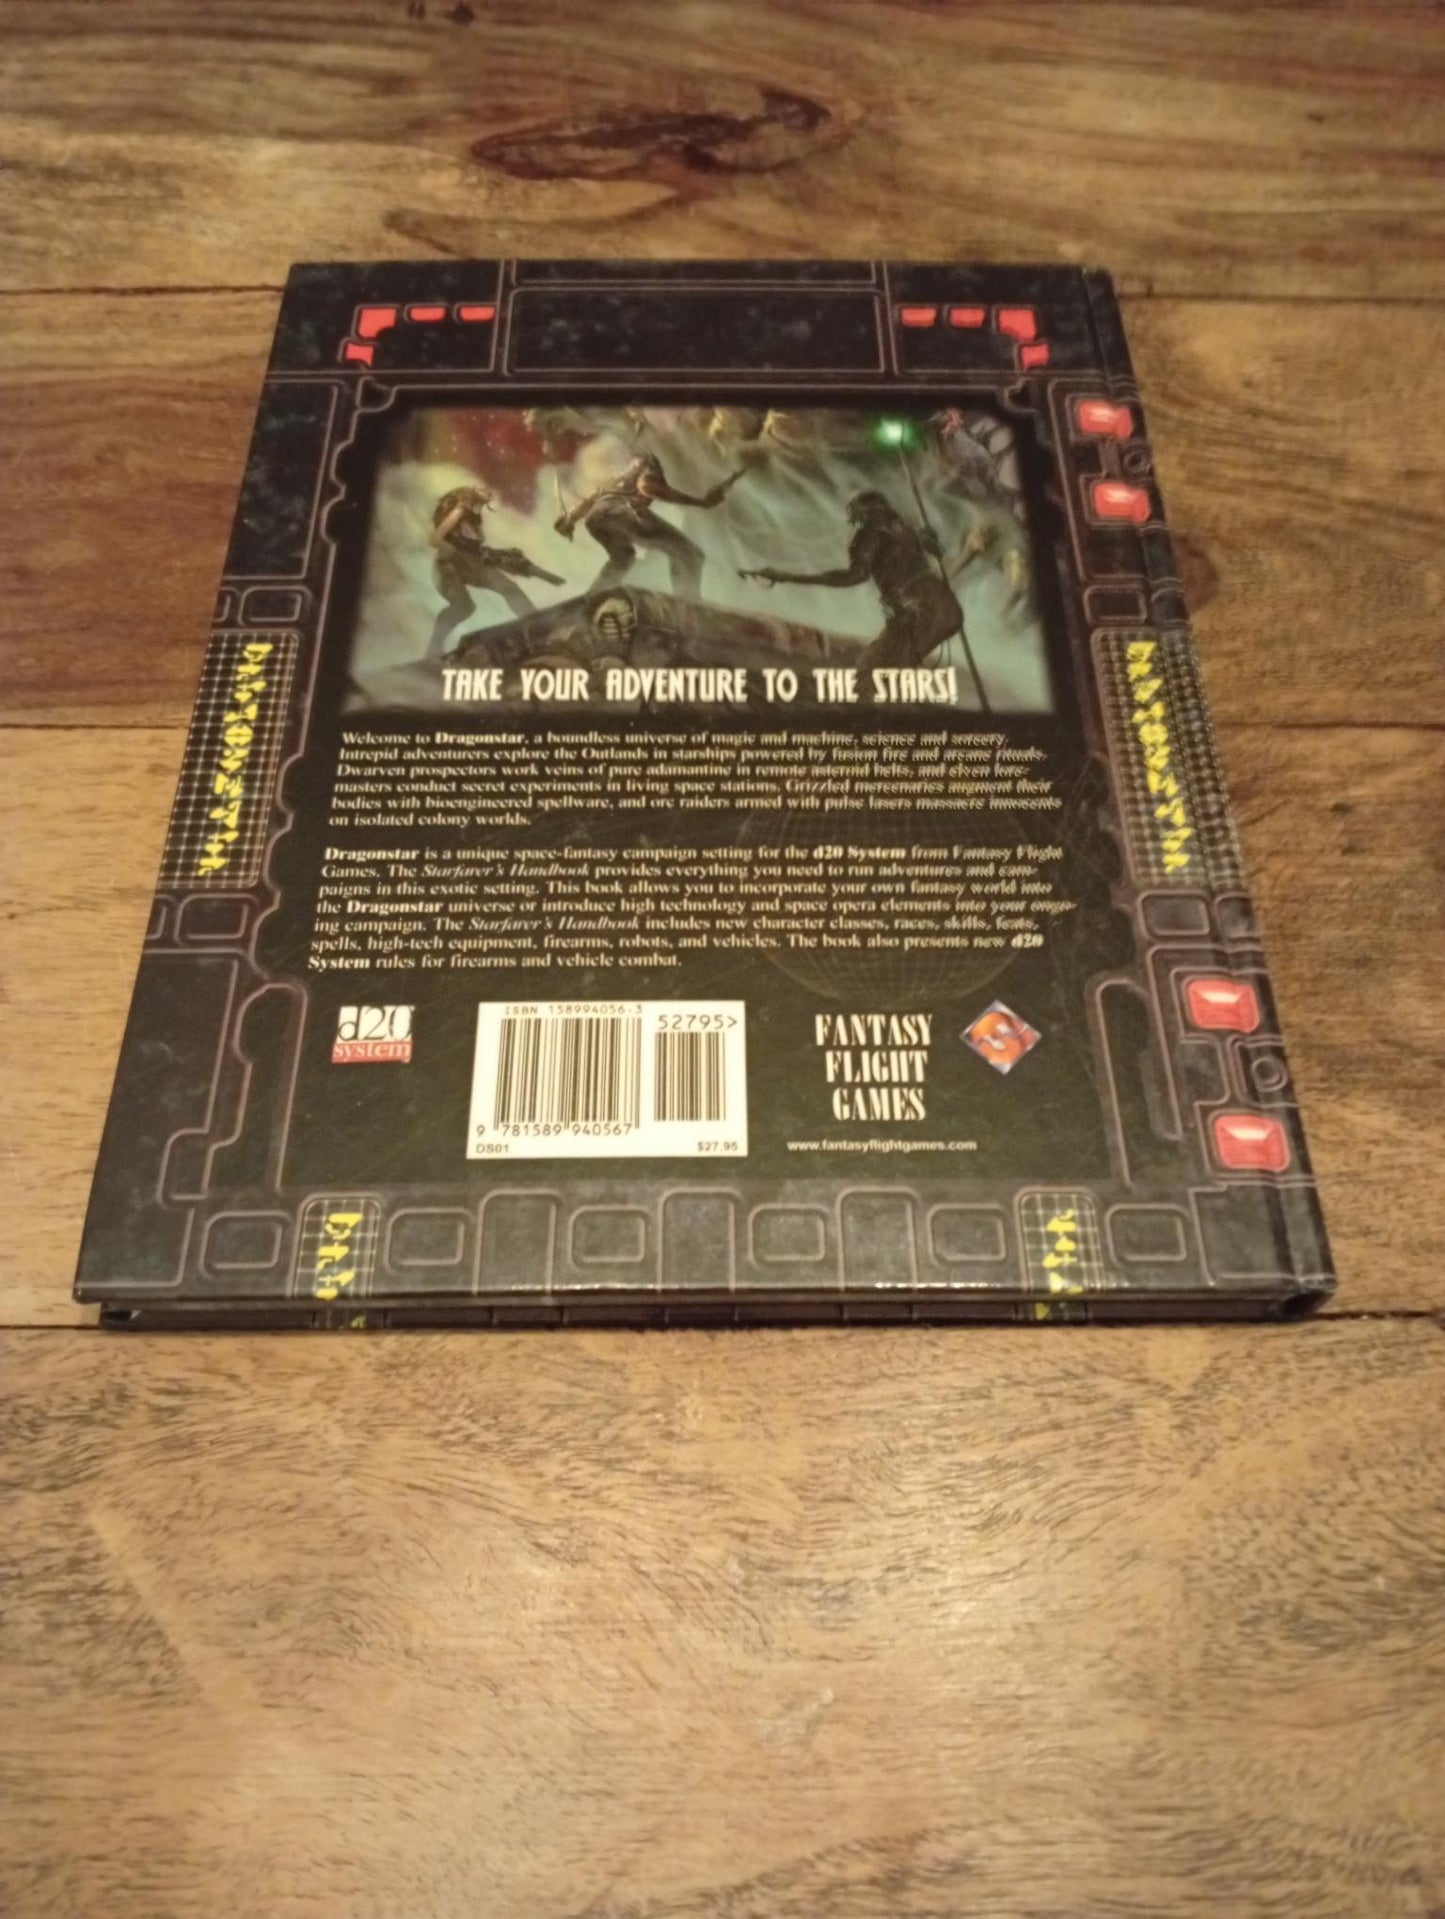 TAKE YOUR ADVENTURE TO THE STARS!
Welcome to Dragonstar, a boundless universe of magic and machine, science and sorcery.
Intrepid adventurers explore the Outlands in starships powered by fusion fire and arcane rituals.
Dwarven prospectors work veins of pure adamantine in remote asteroid belts, and elven lore-
masters conduct secret experiments in living space stations. Grizzled mercenaries augment their
bodies with bioengineered spellware, and orc raiders armed with pulse lasers massacre innocents
on isolated colony worlds.
Dragonstar is a unique space-fantasy campaign setting for the d20 System from Fantasy Flight
Games. The Starfarer's Handbook provides everything you need to run adventures and cam-
paigns in this exotic setting. This book allows you to incorporate your own fantasy world into
the Dragonstar universe or introduce high technology and space opera elements into your ongo-
ing campaign. The Starfarer's Handbook includes new character classes, races, skills, feats,
spells, high-tech equipment, firearms, robots, and vehicles. The book also presents new d20
System rules for firearms and vehicle combat.
d20
system
ISBN 158994056-3
52795>
9 781589 940567
DS01 $27.95
FANTASY
FLIGHT
GAMES
www.fantasyflightgames.com